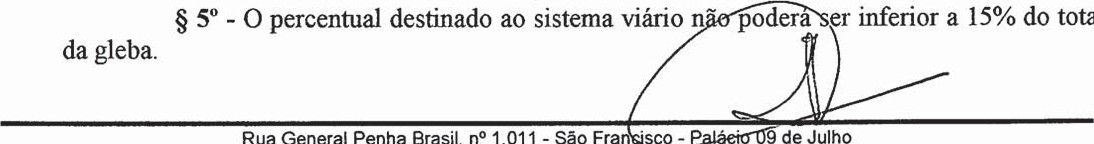 § 5º - O percentual destinado ao sistema viário não poderá ser inferior a 15% do tota
da gleba.
Rua General Penha Brasil, nº 1.011 - São Francisco - Palácio 09 de Julho